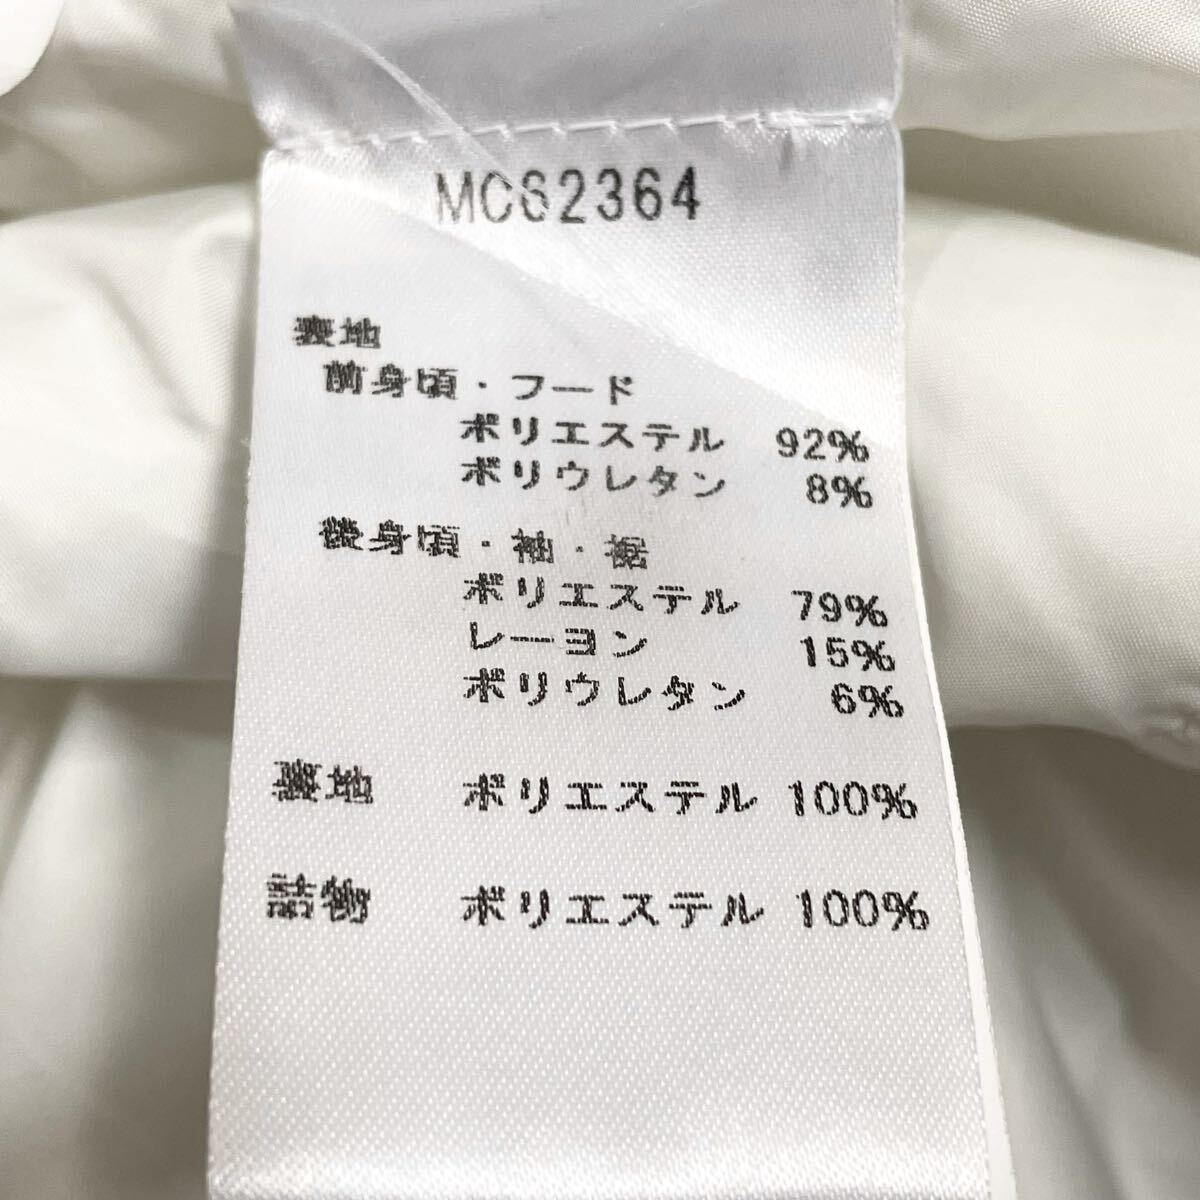 MC62364
表地
前身頃・フード
ポリエステル 92%
ポリウレタン 8%
後身頃・袖・裾
ポリエステル 79%
レーヨン 15%
ポリウレタン 6%
裏地 ポリエステル 100%
詰物 ポリエステル 100%